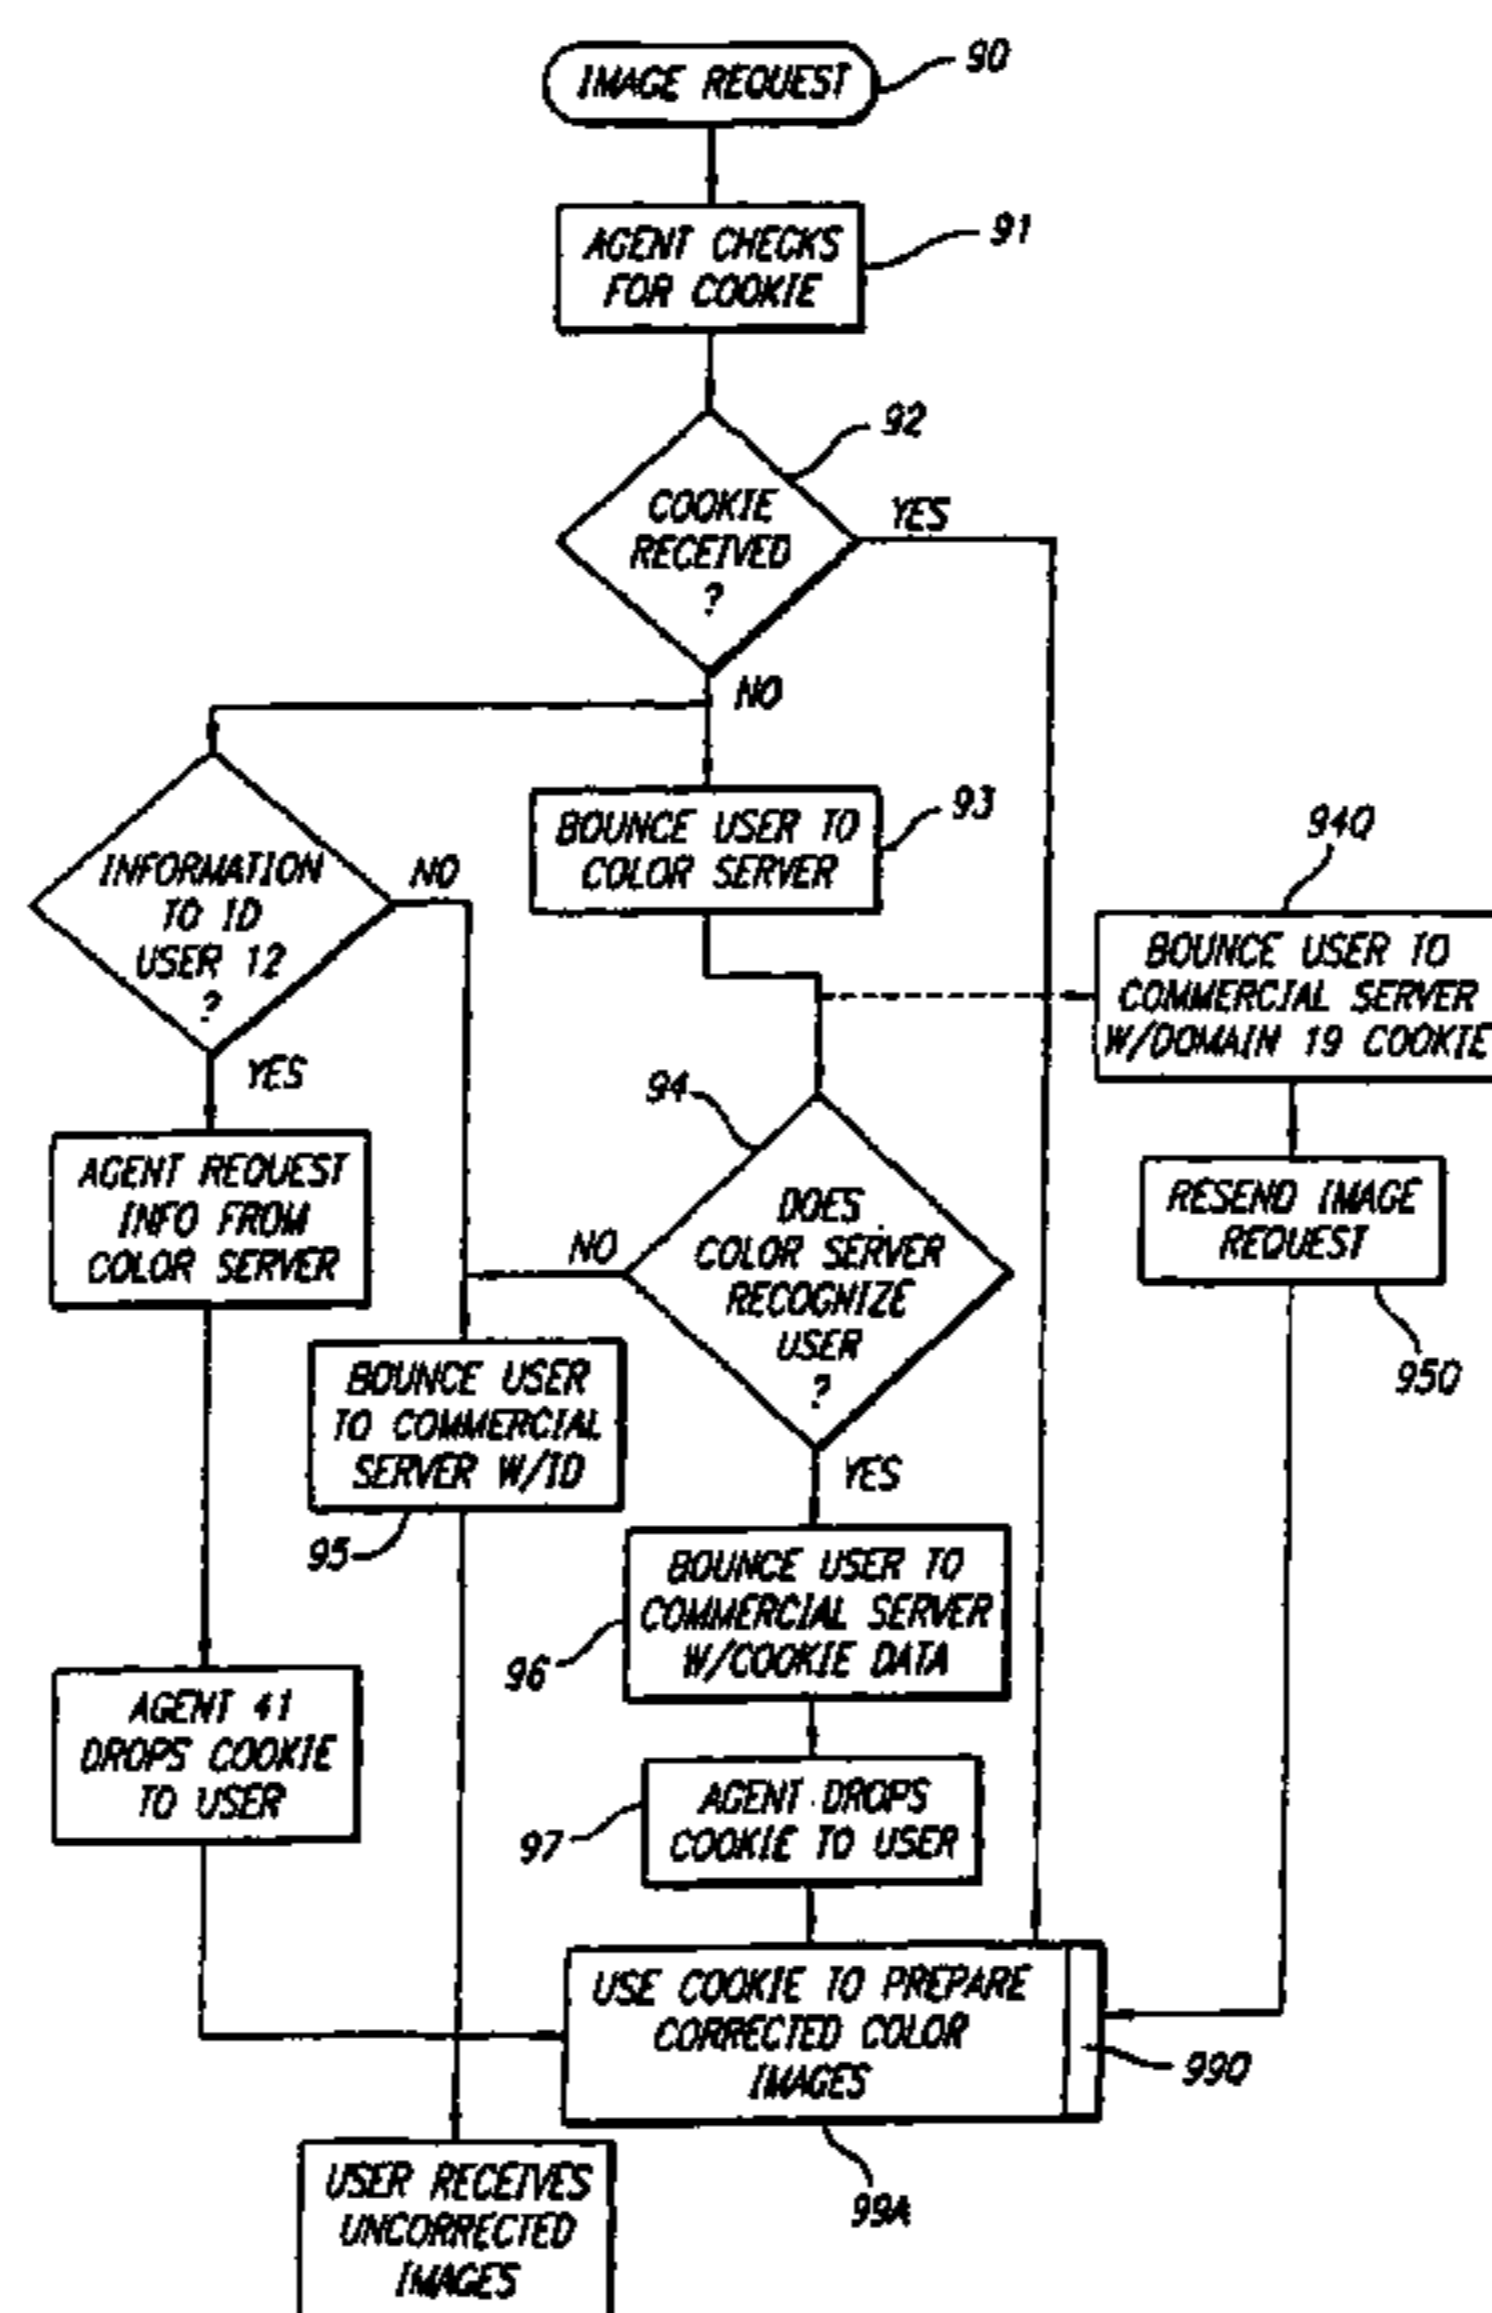 IMAGE REQUEST
90
AGENT CHECKS
FOR COOKIE
91
92
COOKIE
RECEIVED
?
YES
NO
INFORMATION
TO ID
USER 12
?
NO
YES
BOUNCE USER TO
COLOR SERVER
93
94Q
BOUNCE USER TO
COMMERCIAL SERVER
W/DOMAIN 19 COOKIE
94
DOES
COLOR SERVER
RECOGNIZE
USER
?
NO
YES
AGENT REQUEST
INFO FROM
COLOR SERVER
RESEND IMAGE
REQUEST
95Q
BOUNCE USER
TO COMMERCIAL
SERVER W/ID
95
BOUNCE USER TO
COMMERCIAL SERVER
W/COOKIE DATA
96
AGENT 41
DROPS COOKIE
TO USER
AGENT DROPS
COOKIE TO USER
97
USE COOKIE TO PREPARE
CORRECTED COLOR
IMAGES
99Q
99A
USER RECEIVES
UNCORRECTED
IMAGES